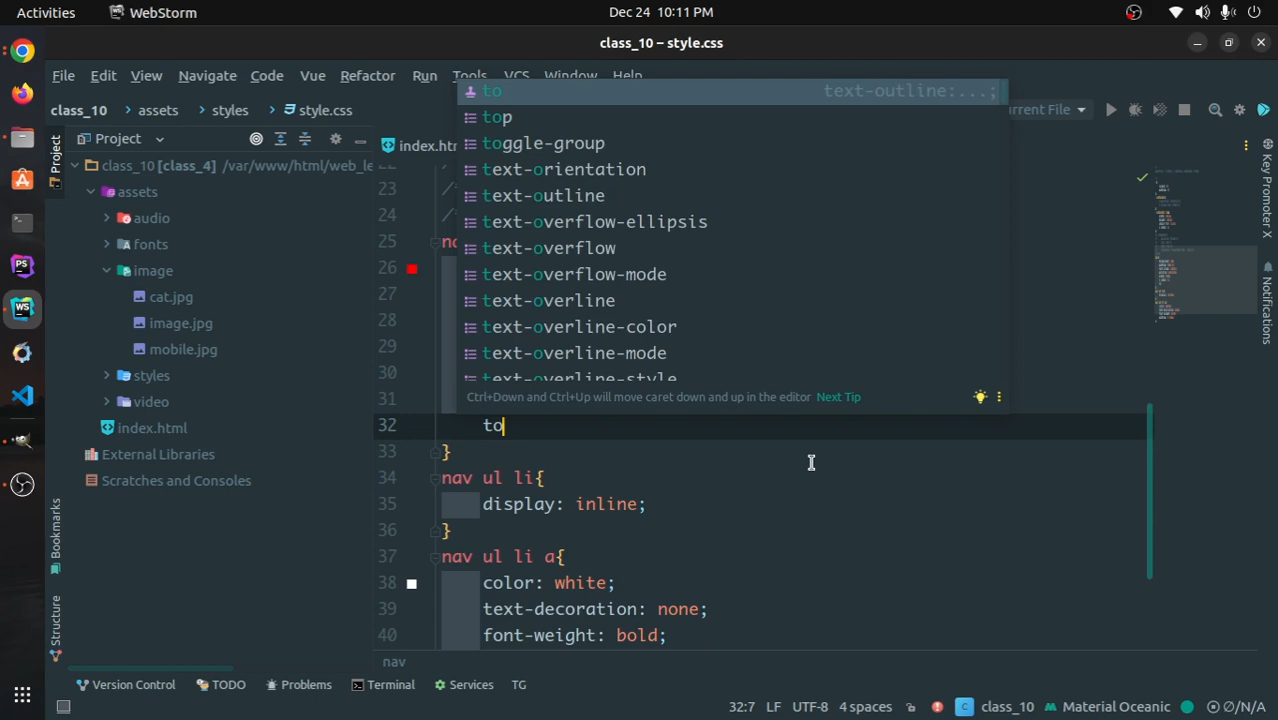 Activities
WebStorm
Dec 24 10:11 PM
class_10 – style.css
File Edit View Navigate Code Vue Refactor Run Tools VCS Window Help
class_10 > assets > styles > style.css
rrent File
Project
class_10 [class_4] /var/www/html/web_le
assets
audio
fonts
image
cat.jpg
image.jpg
mobile.jpg
styles
video
index.html
External Libraries
Scratches and Consoles
Project
Bookmarks
Structure
index.htm
to text-outline:...;
top
toggle-group
text-orientation
text-outline
text-overflow-ellipsis
text-overflow
text-overflow-mode
text-overline
text-overline-color
text-overline-mode
text-overline-style
Ctrl+Down and Ctrl+Up will move caret down and up in the editor Next Tip
23 /
24 /
25 na
26
27
28
29
30
31
32 to
33 }
34 nav ul li{
35 display: inline;
36 }
37 nav ul li a{
38 color: white;
39 text-decoration: none;
40 font-weight: bold;
nav
Key Promoter X
Notifications
Version Control TODO Problems Terminal Services TG
32:7 LF UTF-8 4 spaces class_10 Material Oceanic Ø/N/A
PS
WS